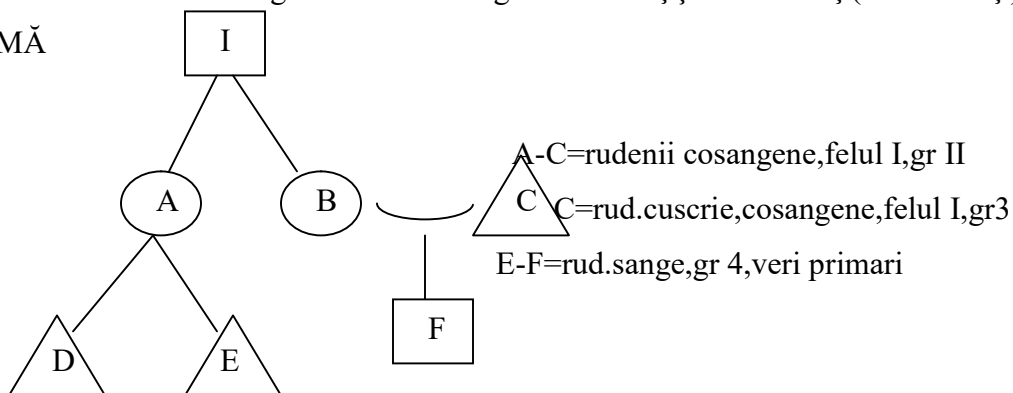 MĂ
I
A-C=rudenii cosangene,felul I,gr II
A B C C=rud.cuscrie,cosangene,felul I,gr3
E-F=rud.sange,gr 4,veri primari
F
D E